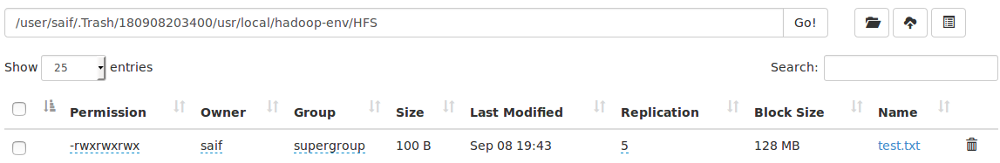 /user/saif/.Trash/180908203400/usr/local/hadoop-env/HFS Go!
Show 25 entries Search:
Permission Owner Group Size Last Modified Replication Block Size Name
-rwxrwxrwx saif supergroup 100 B Sep 08 19:43 5 128 MB test.txt